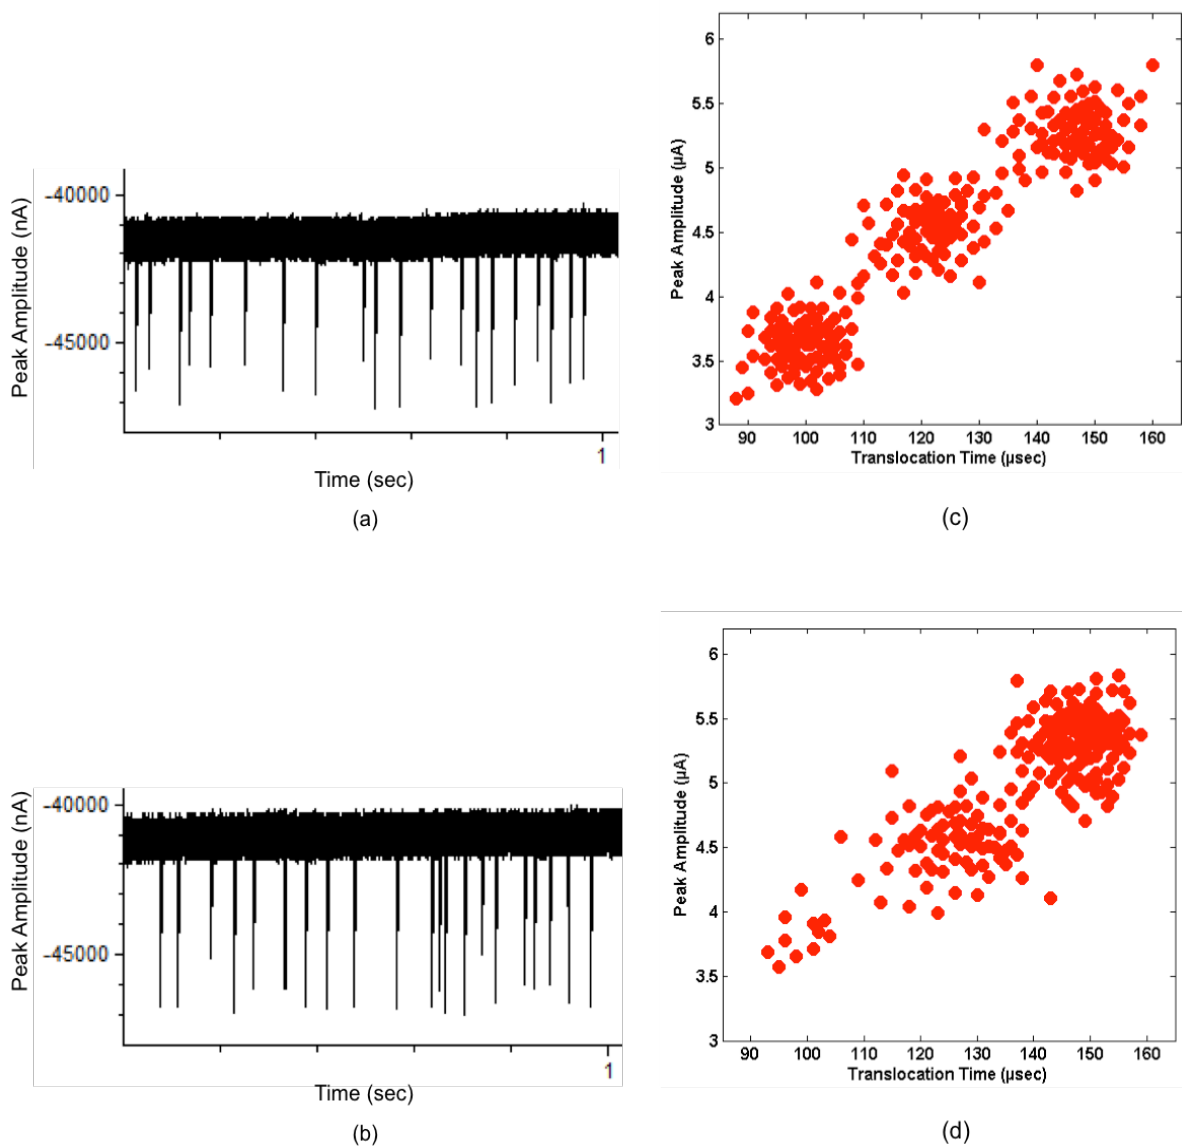 Peak Amplitude (nA)
-40000
-45000
1
Time (sec)
(a)
Peak Amplitude (µA)
6
5.5
5
4.5
4
3.5
3
90 100 110 120 130 140 150 160
Translocation Time (µsec)
(c)
Peak Amplitude (nA)
-40000
-45000
1
Time (sec)
(b)
Peak Amplitude (µA)
6
5.5
5
4.5
4
3.5
3
90 100 110 120 130 140 150 160
Translocation Time (µsec)
(d)